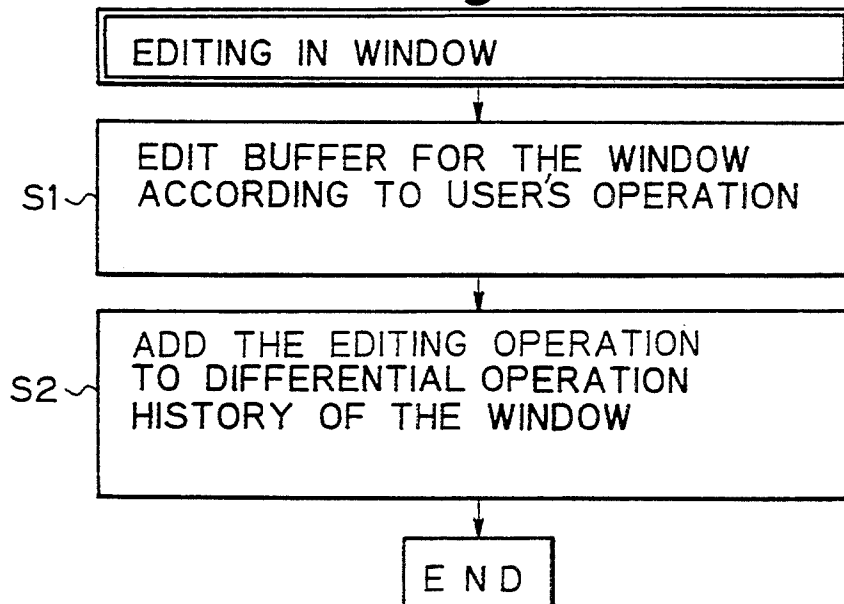 EDITING IN WINDOW
EDIT BUFFER FOR THE WINDOW
S1 ACCORDING TO USER'S OPERATION
ADD THE EDITING OPERATION
S2 TO DIFFERENTIAL OPERATION
HISTORY OF THE WINDOW
END